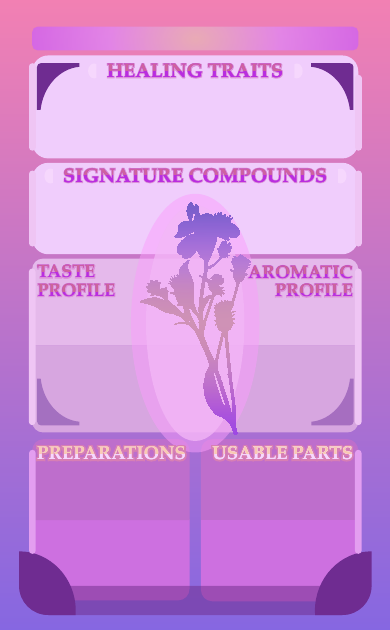 HEALING TRAITS
SIGNATURE COMPOUNDS
TASTE
PROFILE
AROMATIC
PROFILE
PREPARATIONS
USABLE PARTS